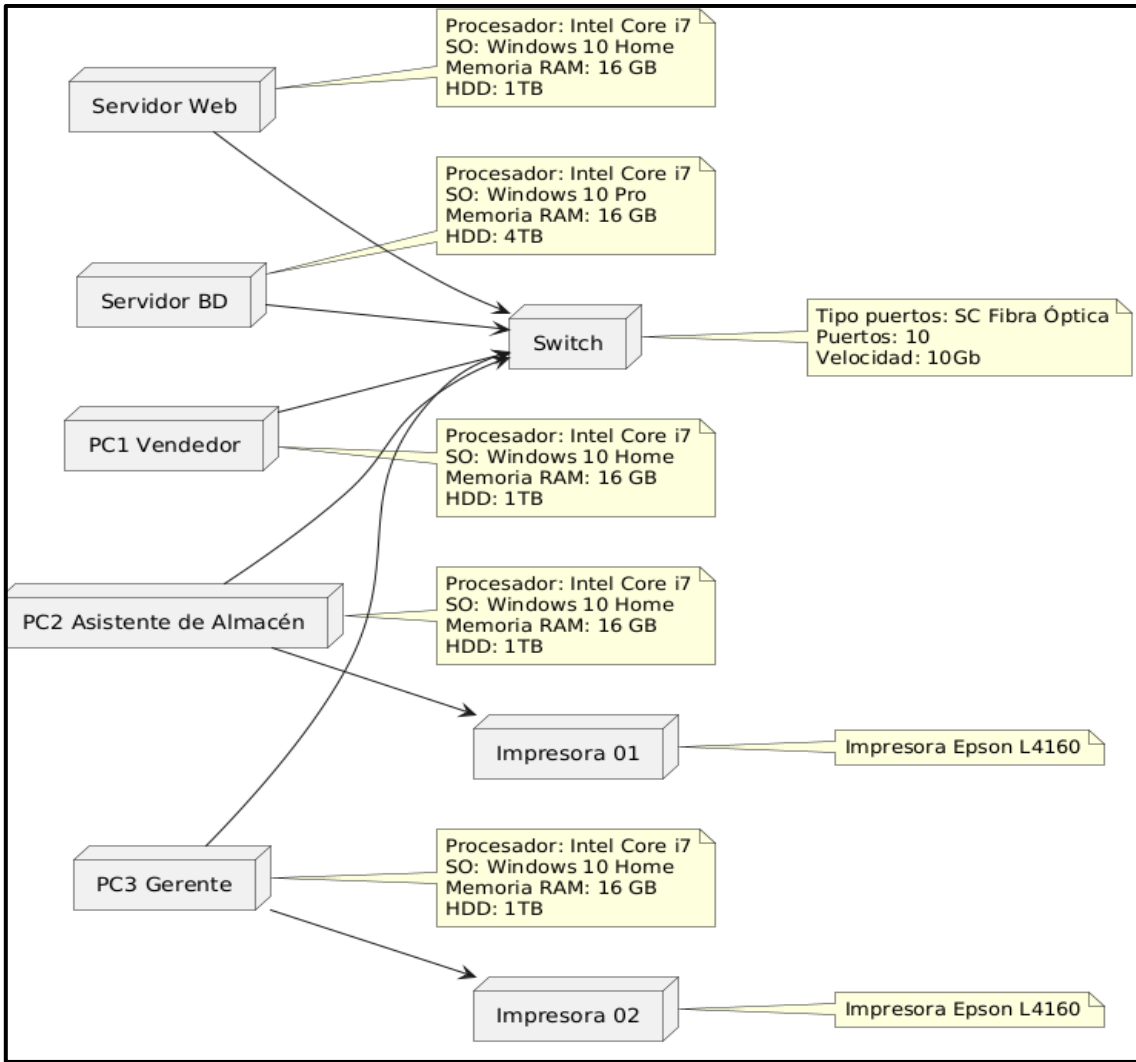 Procesador: Intel Core i7
SO: Windows 10 Home
Memoria RAM: 16 GB
HDD: 1TB
Servidor Web
Procesador: Intel Core i7
SO: Windows 10 Pro
Memoria RAM: 16 GB
HDD: 4TB
Servidor BD
Switch
Tipo puertos: SC Fibra Óptica
Puertos: 10
Velocidad: 10Gb
PC1 Vendedor
Procesador: Intel Core i7
SO: Windows 10 Home
Memoria RAM: 16 GB
HDD: 1TB
PC2 Asistente de Almacén
Procesador: Intel Core i7
SO: Windows 10 Home
Memoria RAM: 16 GB
HDD: 1TB
Impresora 01
Impresora Epson L4160
PC3 Gerente
Procesador: Intel Core i7
SO: Windows 10 Home
Memoria RAM: 16 GB
HDD: 1TB
Impresora 02
Impresora Epson L4160